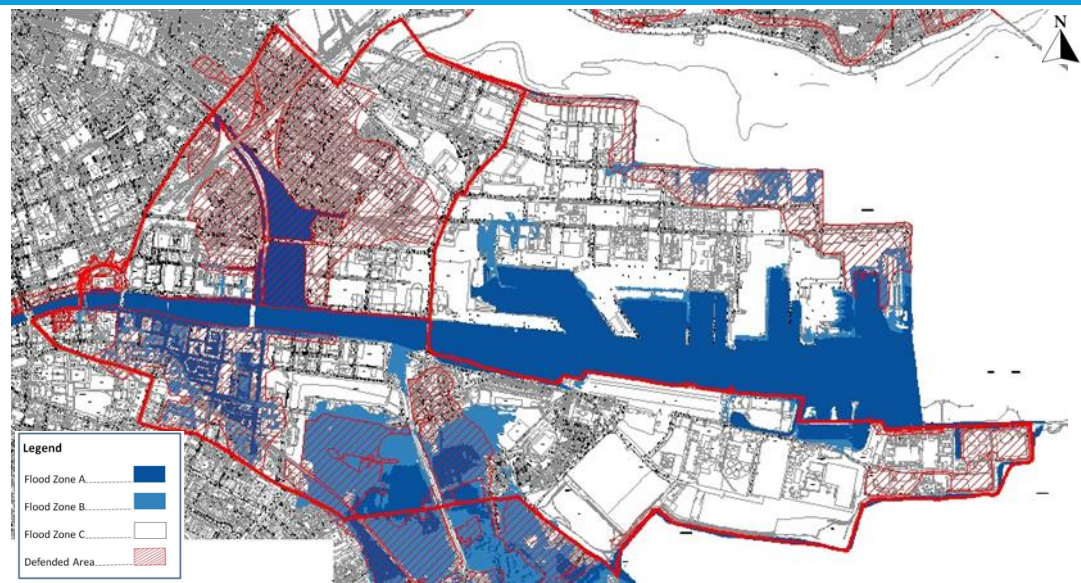 N
Legend
Flood Zone A
Flood Zone B
Flood Zone C
Defended Area